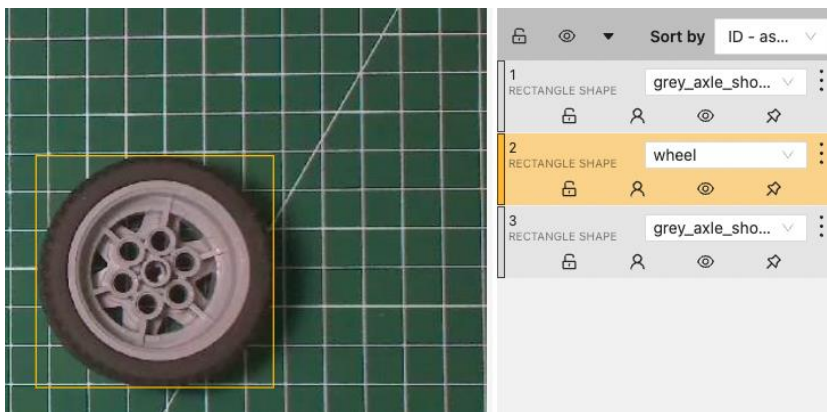 Sort by ID - as...
1
RECTANGLE SHAPE
grey_axle_sho...
2
RECTANGLE SHAPE
wheel
3
RECTANGLE SHAPE
grey_axle_sho...